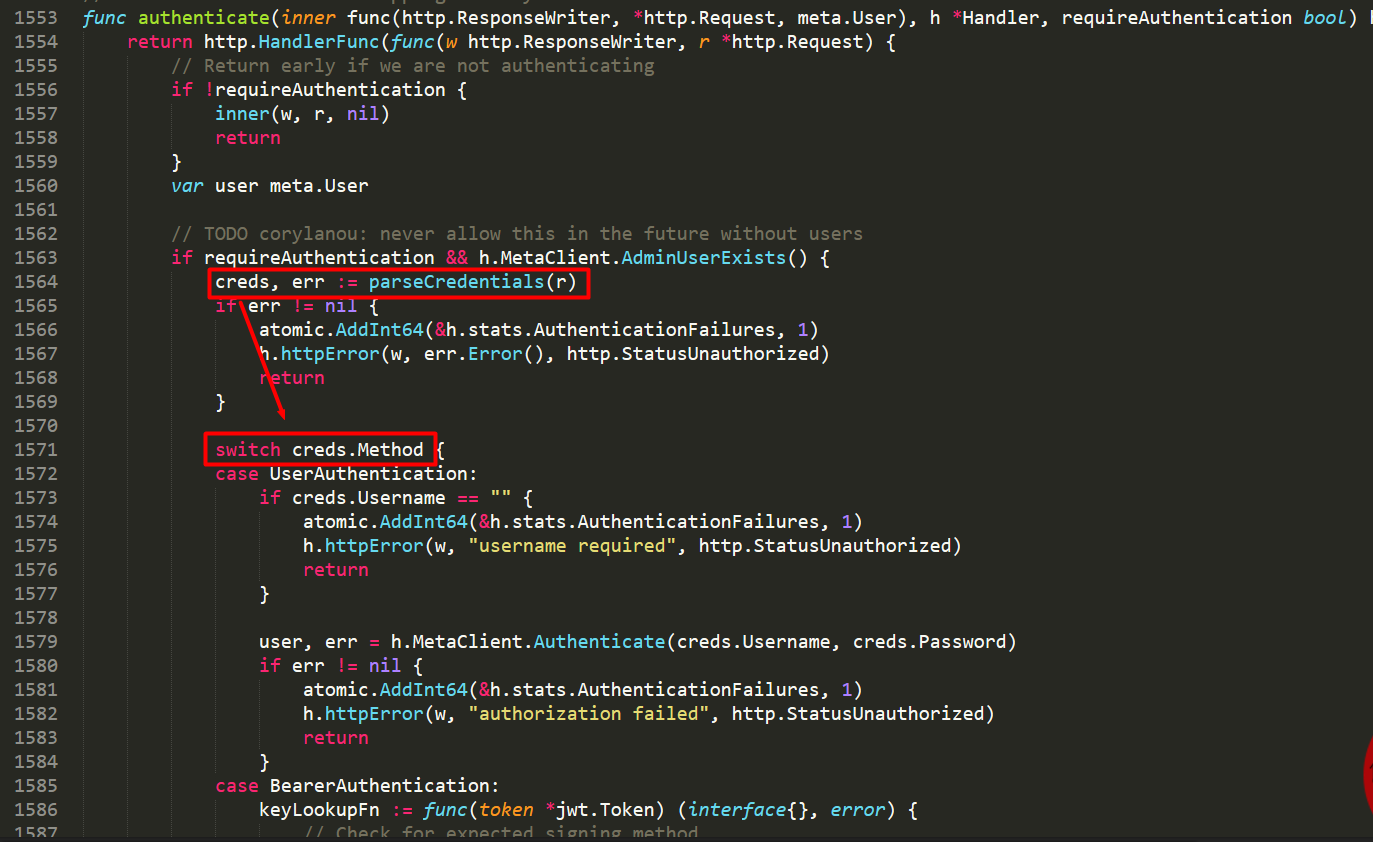 1553 func authenticate(inner func(http.ResponseWriter, *http.Request, meta.User), h *Handler, requireAuthentication bool)
1554 return http.HandlerFunc(func(w http.ResponseWriter, r *http.Request) {
1555 // Return early if we are not authenticating
1556 if !requireAuthentication {
1557 inner(w, r, nil)
1558 return
1559 }
1560 var user meta.User
1561
1562 // TODO corylanou: never allow this in the future without users
1563 if requireAuthentication && h.MetaClient.AdminUserExists() {
1564 creds, err := parseCredentials(r)
1565 if err != nil {
1566 atomic.AddInt64(&h.stats.AuthenticationFailures, 1)
1567 h.httpError(w, err.Error(), http.StatusUnauthorized)
1568 return
1569 }
1570
1571 switch creds.Method {
1572 case UserAuthentication:
1573 if creds.Username == "" {
1574 atomic.AddInt64(&h.stats.AuthenticationFailures, 1)
1575 h.httpError(w, "username required", http.StatusUnauthorized)
1576 return
1577 }
1578
1579 user, err = h.MetaClient.Authenticate(creds.Username, creds.Password)
1580 if err != nil {
1581 atomic.AddInt64(&h.stats.AuthenticationFailures, 1)
1582 h.httpError(w, "authorization failed", http.StatusUnauthorized)
1583 return
1584 }
1585 case BearerAuthentication:
1586 keyLookupFn := func(token *jwt.Token) (interface{}, error) {
1587 // Check for expected signing method